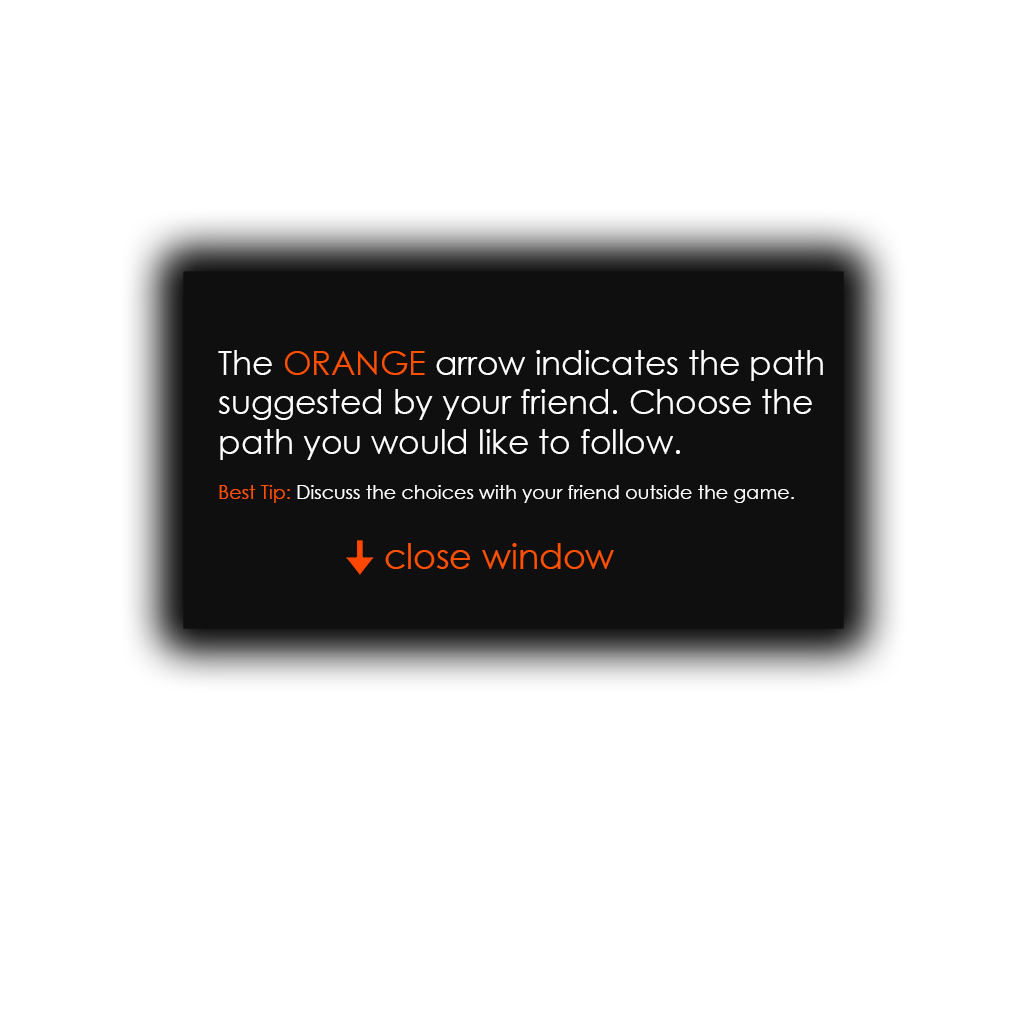 The ORANGE arrow indicates the path
suggested by your friend. Choose the
path you would like to follow.
Best Tip: Discuss the choices with your friend outside the game.
close window